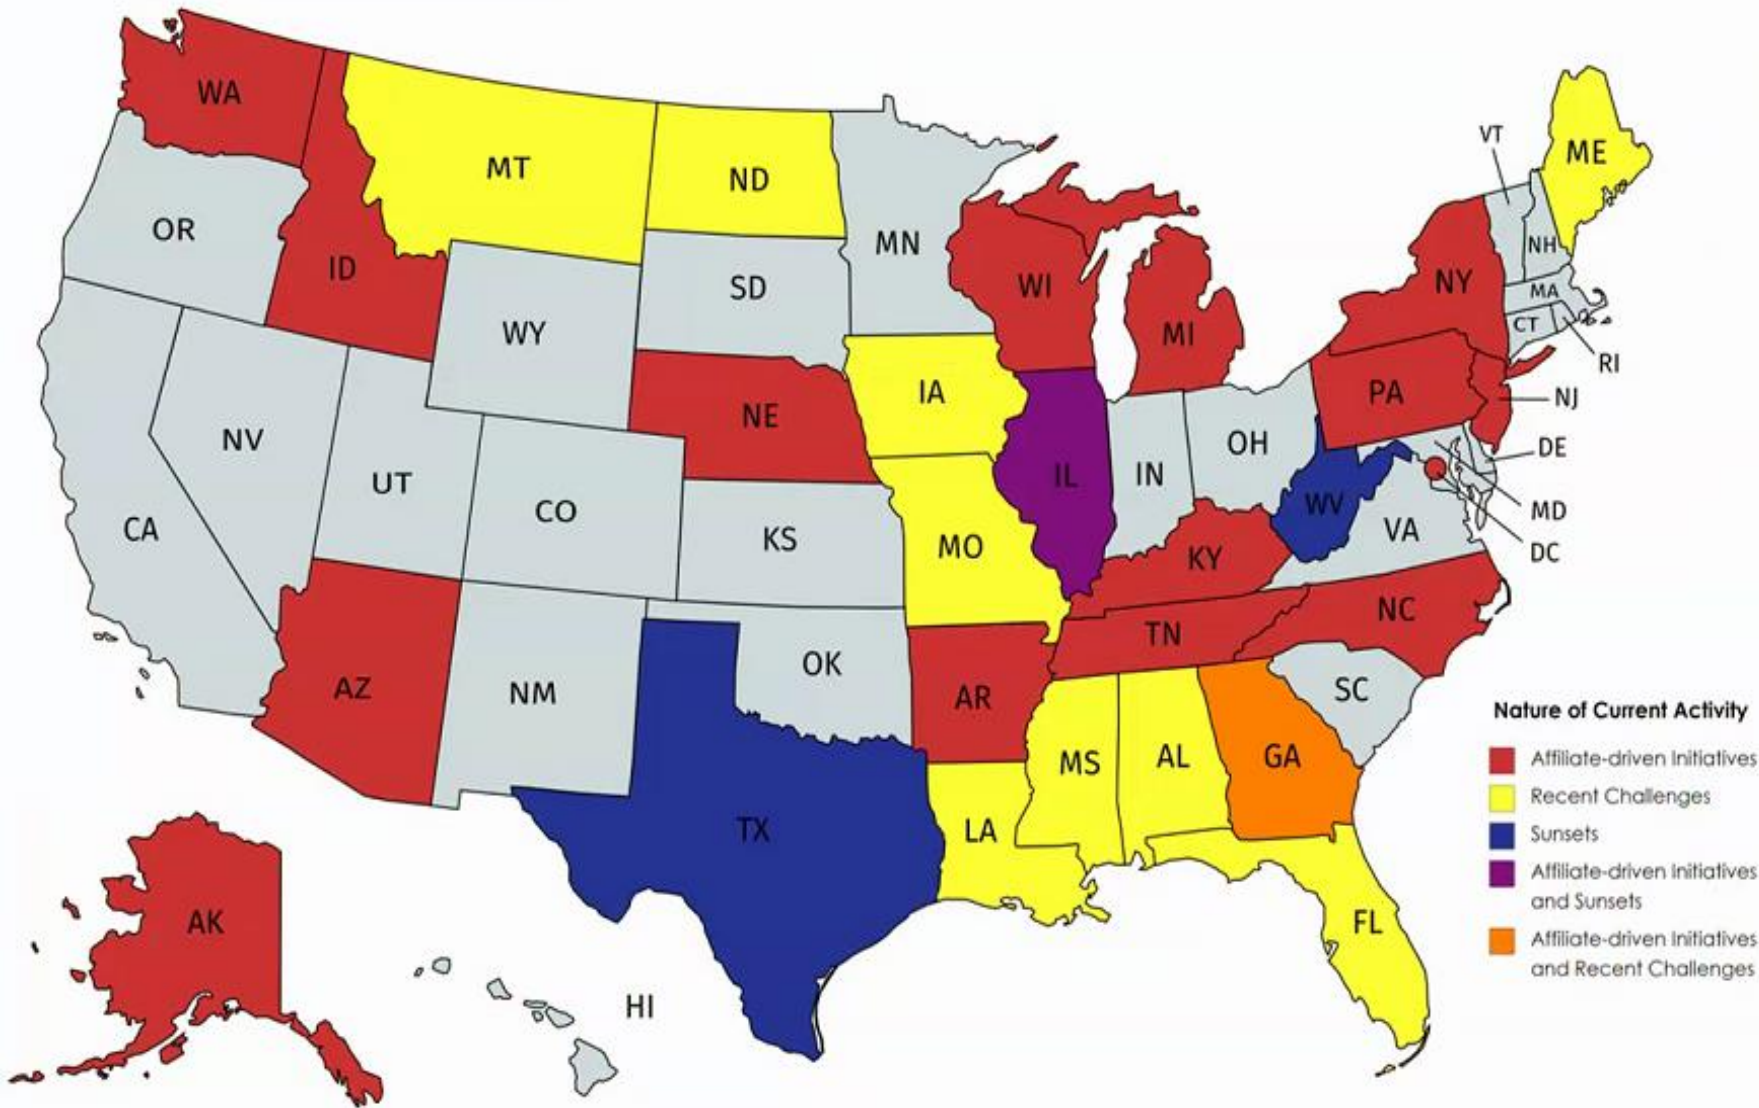 WA
MT
ND
VT
ME
OR
ID
MN
NH
SD
WI
NY
MA
WY
MI
CT
RI
IA
PA
NJ
NE
NV
OH
DE
UT
IL
IN
CO
WV
MD
CA
KS
MO
VA
DC
KY
NC
TN
OK
AZ
NM
AR
SC
Nature of Current Activity
MS
AL
GA
Affiliate-driven Initiatives
Recent Challenges
TX
LA
Sunsets
Affiliate-driven Initiatives
and Sunsets
AK
FL
Affiliate-driven Initiatives
and Recent Challenges
HI